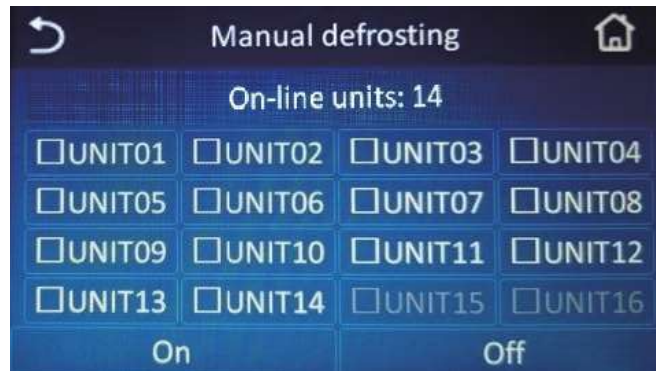 Manual defrosting
On-line units: 14
☐UNIT01 ☐UNIT02 ☐UNIT03 ☐UNIT04
☐UNIT05 ☐UNIT06 ☐UNIT07 ☐UNIT08
☐UNIT09 ☐UNIT10 ☐UNIT11 ☐UNIT12
☐UNIT13 ☐UNIT14 ☐UNIT15 ☐UNIT16
On Off